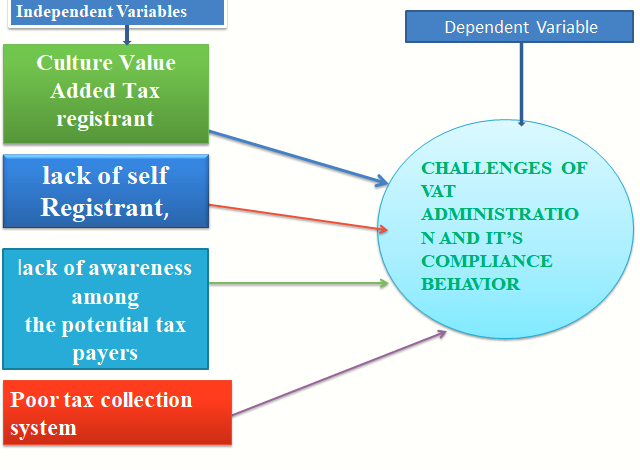 Independent Variables
Dependent Variable
Culture Value
Added Tax
registrant
lack of self
Registrant,
lack of awareness
among
the potential tax
payers
Poor tax collection
system
CHALLENGES OF
VAT
ADMINISTRATIO
N AND IT'S
COMPLIANCE
BEHAVIOR